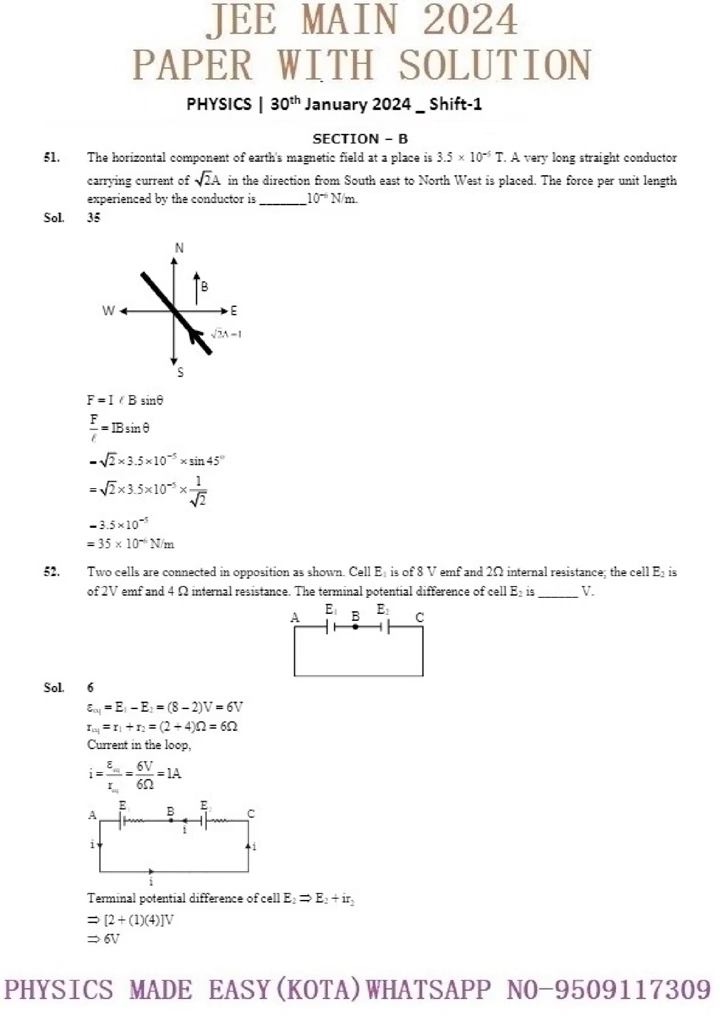 JEE MAIN 2024
PAPER WITH SOLUTION
PHYSICS | 30th January 2024 _ Shift-1
SECTION – B
51. The horizontal component of earth's magnetic field at a place is 3.5 × 10⁻⁵ T. A very long straight conductor
carrying current of √2A in the direction from South east to North West is placed. The force per unit length
experienced by the conductor is ______10⁻⁶ N/m.
Sol. 35
N
B
W
E
√2A = I
S
F = I ℓ B sinθ
F/ℓ = IB sin θ
= √2 × 3.5 × 10⁻⁵ × sin 45°
= √2 × 3.5 × 10⁻⁵ × 1/√2
= 3.5 × 10⁻⁵
= 35 × 10⁻⁶ N/m
52. Two cells are connected in opposition as shown. Cell E₁ is of 8 V emf and 2Ω internal resistance; the cell E₂ is
of 2V emf and 4 Ω internal resistance. The terminal potential difference of cell E₂ is ______ V.
A E₁ B E₂ C
Sol. 6
εeq = E₁ – E₂ = (8 – 2)V = 6V
req = r₁ + r₂ = (2 + 4)Ω = 6Ω
Current in the loop,
i = εeq/req = 6V/6Ω = 1A
A E B E C
i
i i
i
Terminal potential difference of cell E₂ ⇒ E₂ + ir₂
⇒ [2 + (1)(4)]V
⇒ 6V
PHYSICS MADE EASY(KOTA)WHATSAPP NO-9509117309